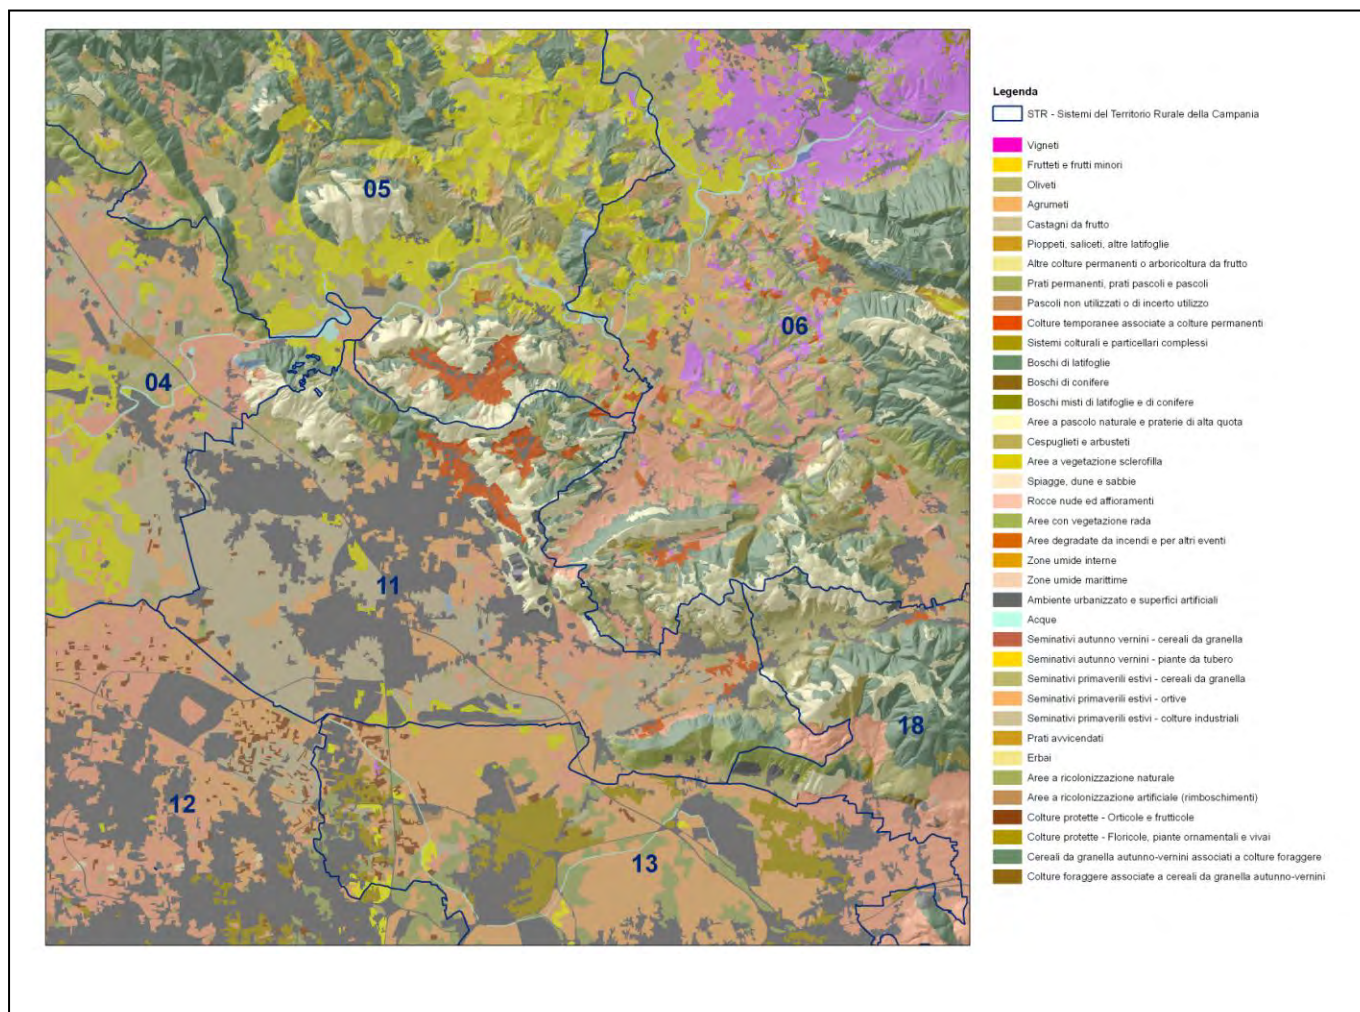 05
06
04
11
18
12
13
Legenda
STR - Sistemi del Territorio Rurale della Campania
Vigneti
Frutteti e frutti minori
Oliveti
Agrumeti
Castagni da frutto
Pioppeti, saliceti, altre latifoglie
Altre colture permanenti o arboricoltura da frutto
Prati permanenti, prati pascoli e pascoli
Pascoli non utilizzati o di incerto utilizzo
Colture temporanee associate a colture permanenti
Sistemi colturali e particellari complessi
Boschi di latifoglie
Boschi di conifere
Boschi misti di latifoglie e di conifere
Aree a pascolo naturale e praterie di alta quota
Cespuglieti e arbusteti
Aree a vegetazione sclerofilla
Spiagge, dune e sabbie
Rocce nude ed affioramenti
Aree con vegetazione rada
Aree degradate da incendi e per altri eventi
Zone umide interne
Zone umide marittime
Ambiente urbanizzato e superfici artificiali
Acque
Seminativi autunno vernini - cereali da granella
Seminativi autunno vernini - piante da tubero
Seminativi primaverili estivi - cereali da granella
Seminativi primaverili estivi - ortive
Seminativi primaverili estivi - colture industriali
Prati avvicendati
Erbai
Aree a ricolonizzazione naturale
Aree a ricolonizzazione artificiale (rimboschimenti)
Colture protette - Orticole e frutticole
Colture protette - Floricole, piante ornamentali e vivai
Cereali da granella autunno-vernini associati a colture foraggere
Colture foraggere associate a cereali da granella autunno-vernini